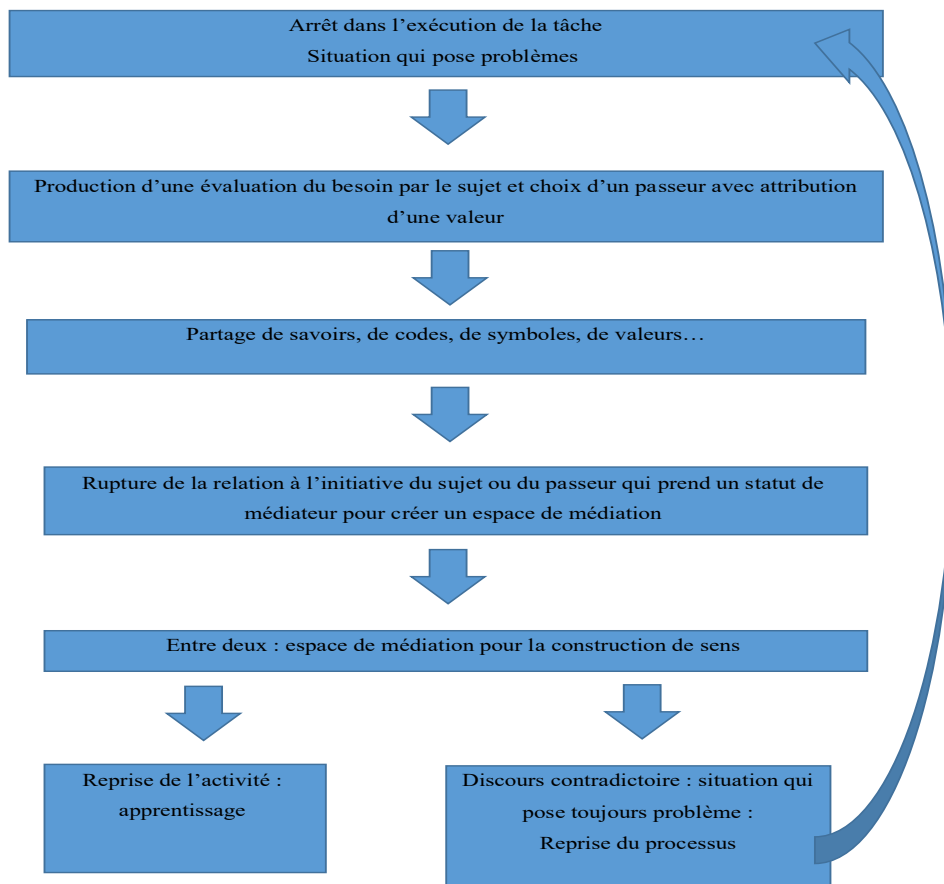 Arrêt dans l’exécution de la tâche
Situation qui pose problèmes
Production d’une évaluation du besoin par le sujet et choix d’un passeur avec attribution
d’une valeur
Partage de savoirs, de codes, de symboles, de valeurs…
Rupture de la relation à l’initiative du sujet ou du passeur qui prend un statut de
médiateur pour créer un espace de médiation
Entre deux : espace de médiation pour la construction de sens
Reprise de l’activité :
apprentissage
Discours contradictoire : situation qui
pose toujours problème :
Reprise du processus